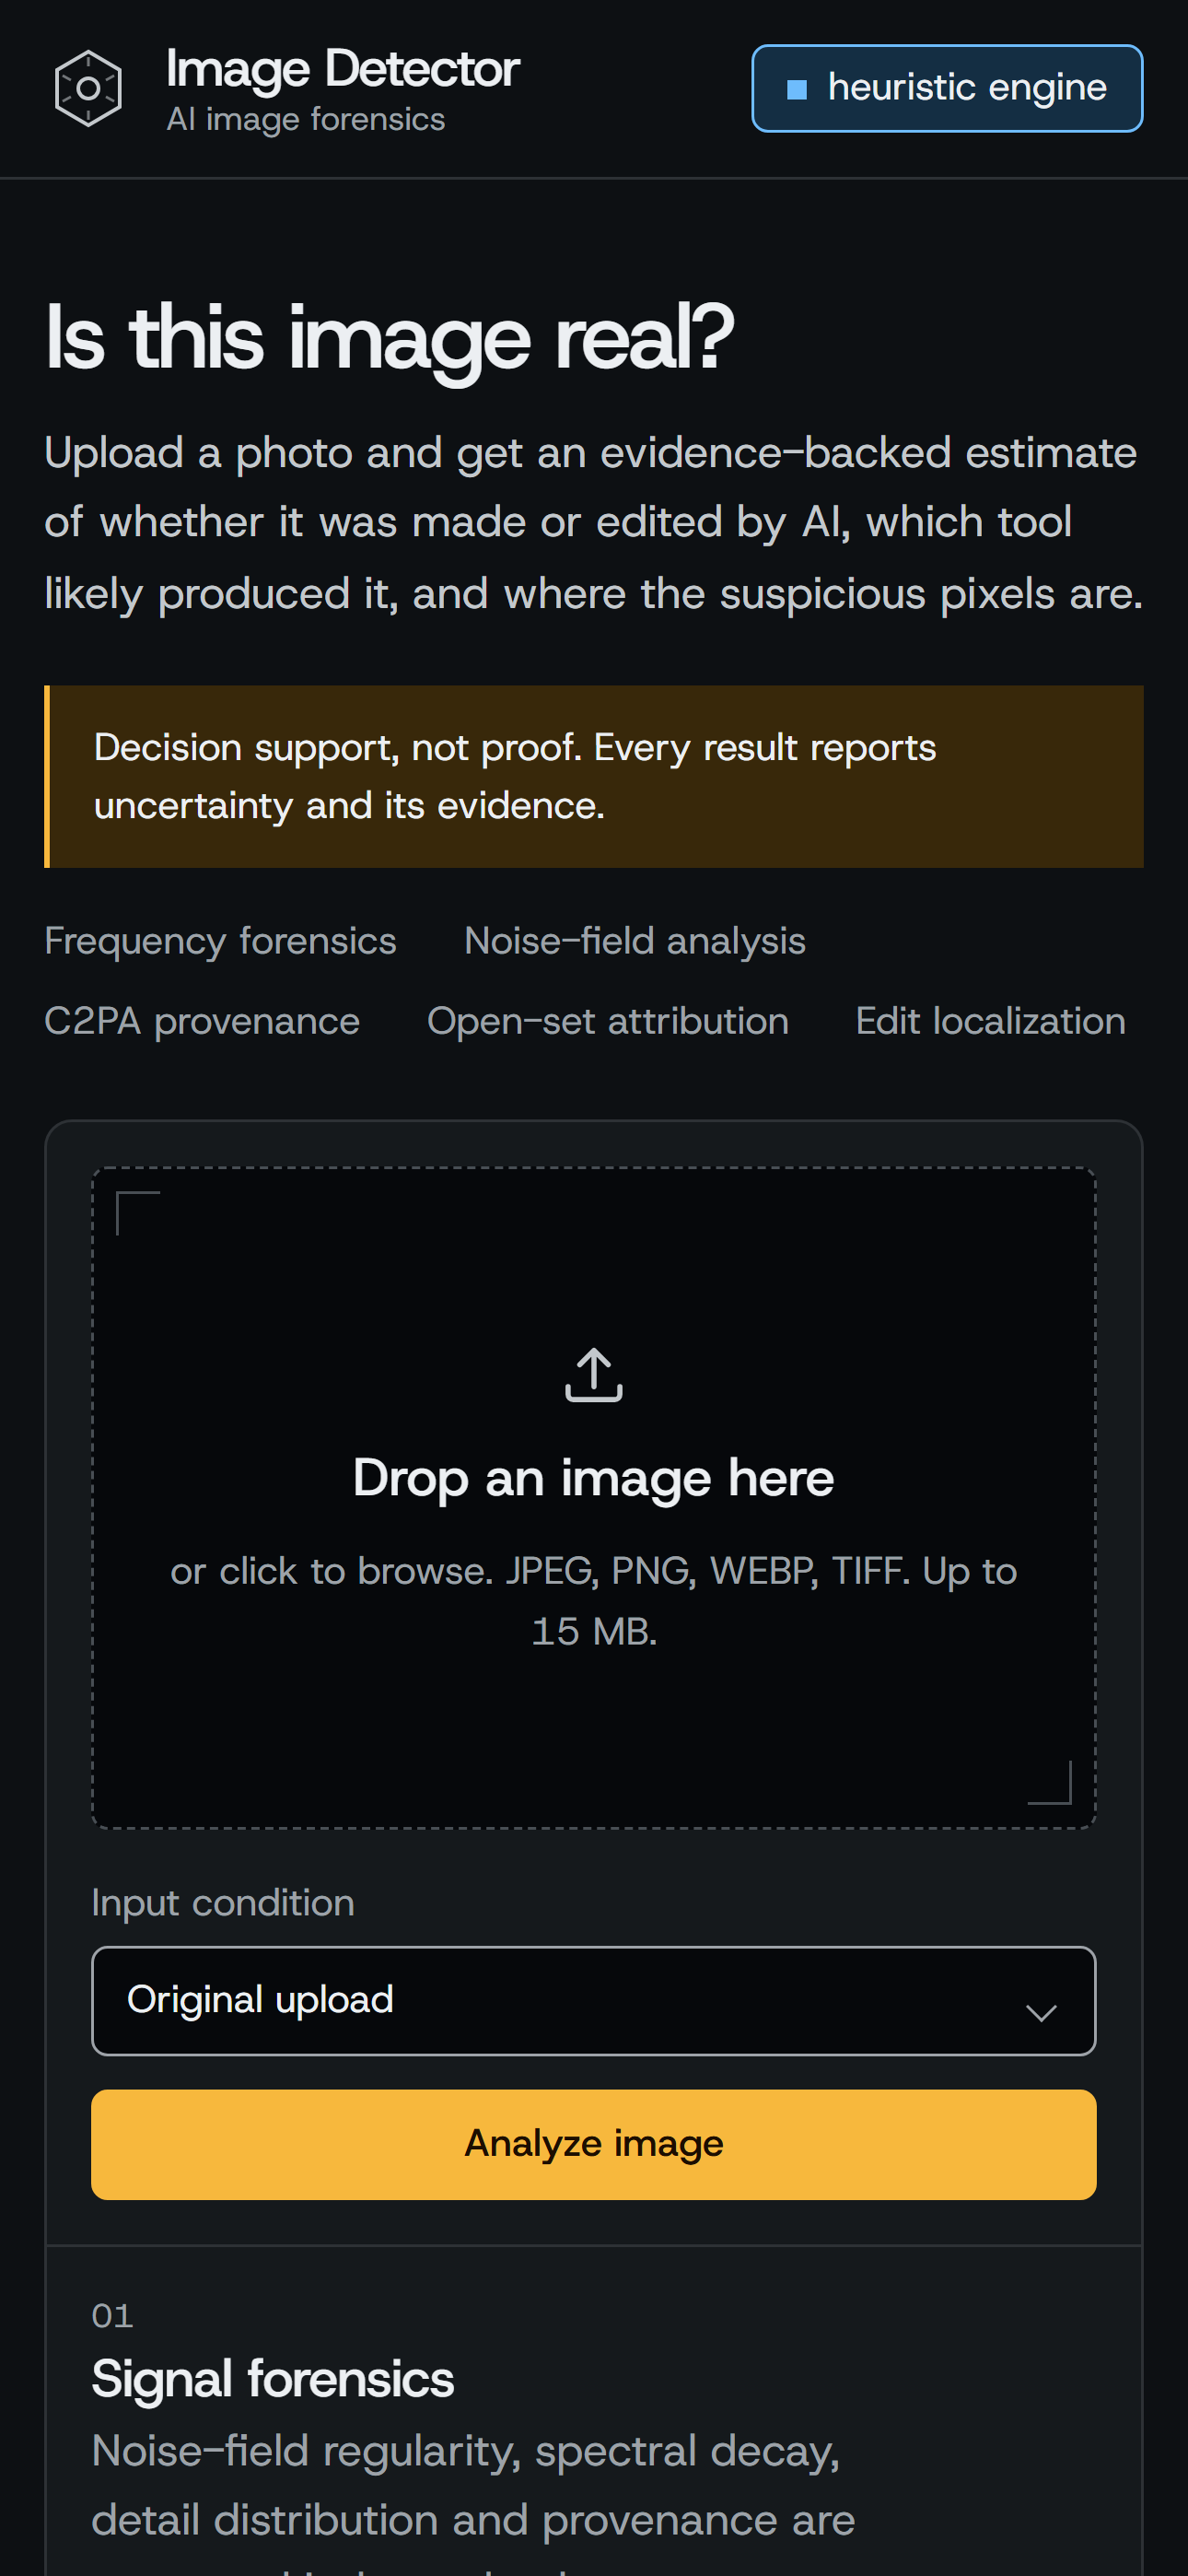 Image Detector
AI image forensics
heuristic engine
Is this image real?
Upload a photo and get an evidence-backed estimate
of whether it was made or edited by AI, which tool
likely produced it, and where the suspicious pixels are.
Decision support, not proof. Every result reports
uncertainty and its evidence.
Frequency forensics
Noise-field analysis
C2PA provenance
Open-set attribution
Edit localization
Drop an image here
or click to browse. JPEG, PNG, WEBP, TIFF. Up to
15 MB.
Input condition
Original upload
Analyze image
01
Signal forensics
Noise-field regularity, spectral decay,
detail distribution and provenance are